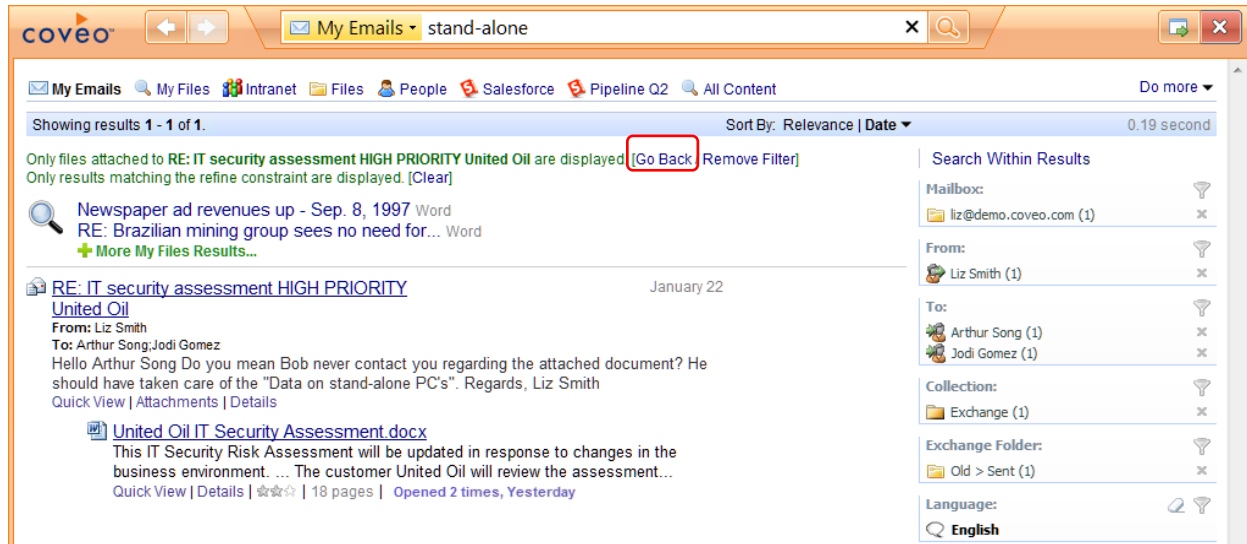 coveo™
My Emails stand-alone
My Emails My Files Intranet Files People Salesforce Pipeline Q2 All Content Do more
Showing results 1 - 1 of 1. Sort By: Relevance | Date 0.19 second
Only files attached to RE: IT security assessment HIGH PRIORITY United Oil are displayed. [Go Back / Remove Filter]
Only results matching the refine constraint are displayed. [Clear]
Newspaper ad revenues up - Sep. 8, 1997 Word
RE: Brazilian mining group sees no need for... Word
More My Files Results...
RE: IT security assessment HIGH PRIORITY January 22
United Oil
From: Liz Smith
To: Arthur Song;Jodi Gomez
Hello Arthur Song Do you mean Bob never contact you regarding the attached document? He
should have taken care of the "Data on stand-alone PC's". Regards, Liz Smith
Quick View | Attachments | Details
United Oil IT Security Assessment.docx
This IT Security Risk Assessment will be updated in response to changes in the
business environment. ... The customer United Oil will review the assessment...
Quick View | Details | 18 pages | Opened 2 times, Yesterday
Search Within Results
Mailbox:
liz@demo.coveo.com (1)
From:
Liz Smith (1)
To:
Arthur Song (1)
Jodi Gomez (1)
Collection:
Exchange (1)
Exchange Folder:
Old > Sent (1)
Language:
English